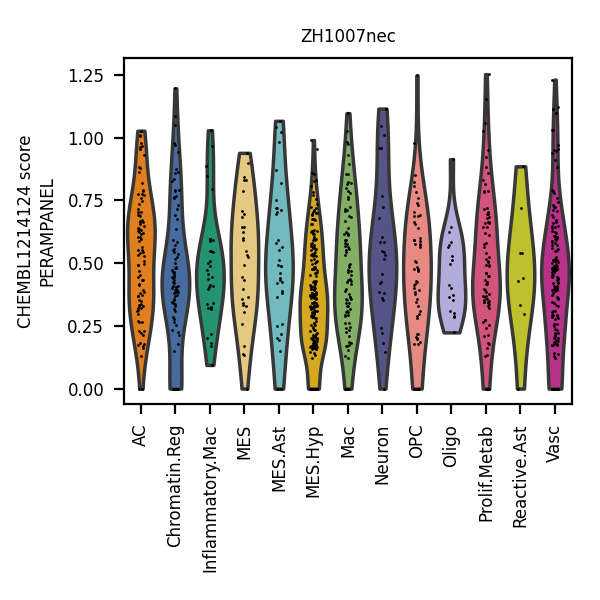 ZH1007nec
CHEMBL1214124 score
PERAMPANEL
1.25
1.00
0.75
0.50
0.25
0.00
AC
Chromatin.Reg
Inflammatory.Mac
MES
MES.Ast
MES.Hyp
Mac
Neuron
OPC
Oligo
Prolif.Metab
Reactive.Ast
Vasc